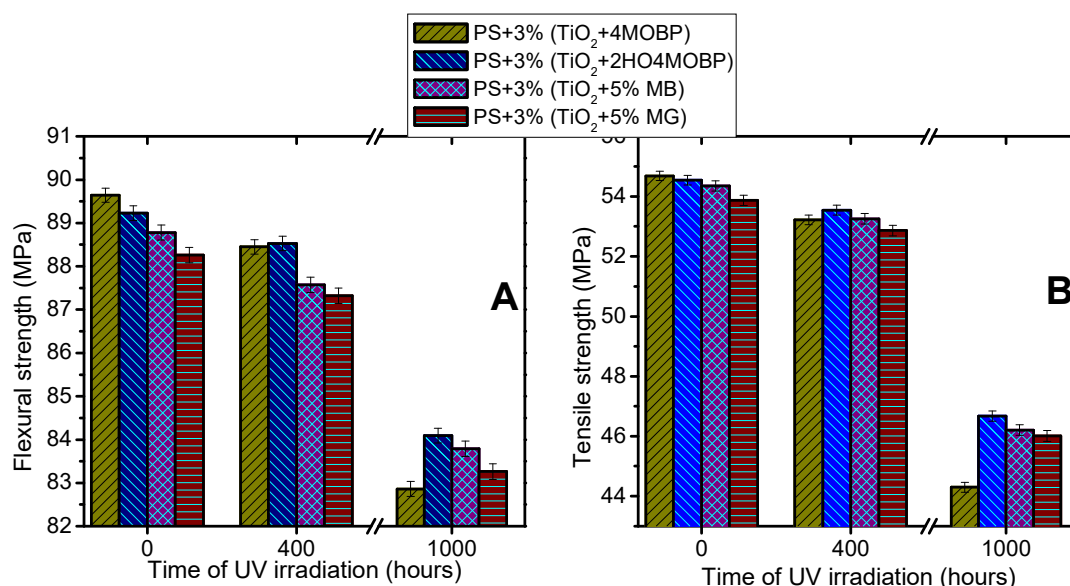 PS+3% (TiO₂+4MOBP)
PS+3% (TiO₂+2HO4MOBP)
PS+3% (TiO₂+5% MB)
PS+3% (TiO₂+5% MG)
91
90
89
88
87
86
85
84
83
82
Flexural strength (MPa)
A
0
400
1000
Time of UV irradiation (hours)
54
52
50
48
46
44
Tensile strength (MPa)
B
0
400
1000
Time of UV irradiation (hours)